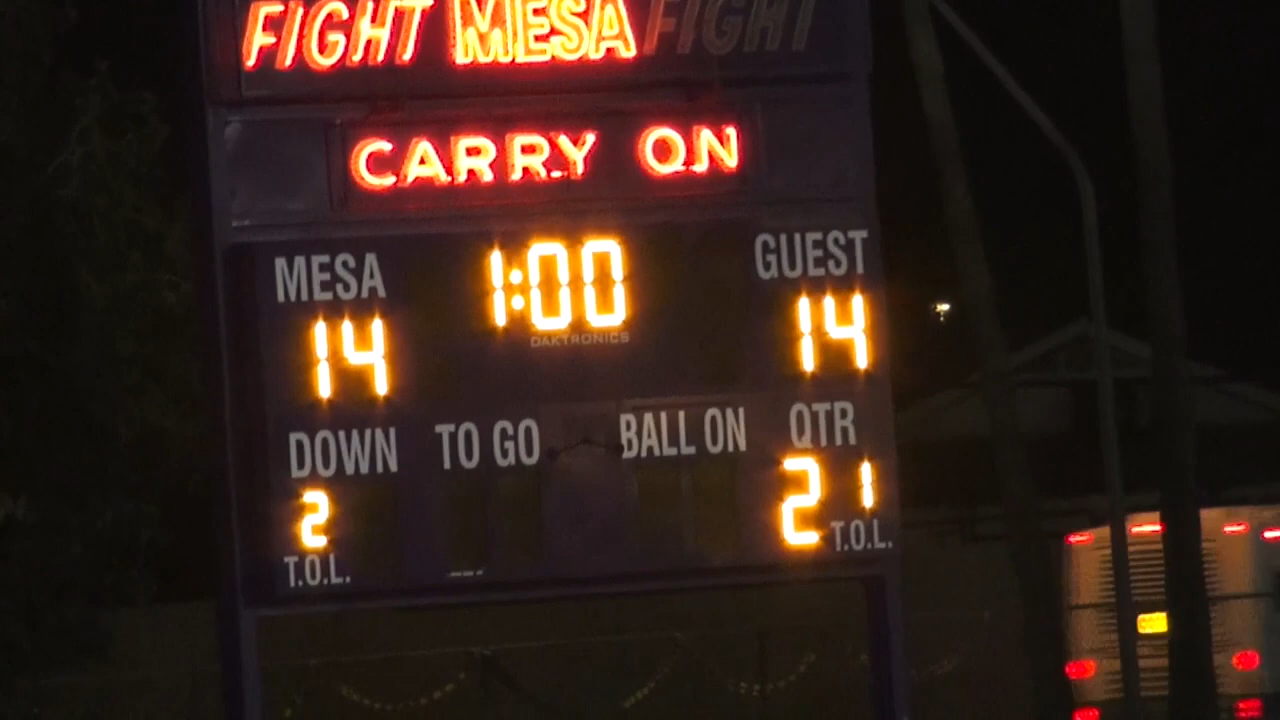 FIGHT MESA FIGHT
CARRY ON
MESA 1:00 GUEST
14 DAKTRONICS 14
DOWN TO GO BALL ON QTR
2 2 1
T.O.L. T.O.L.